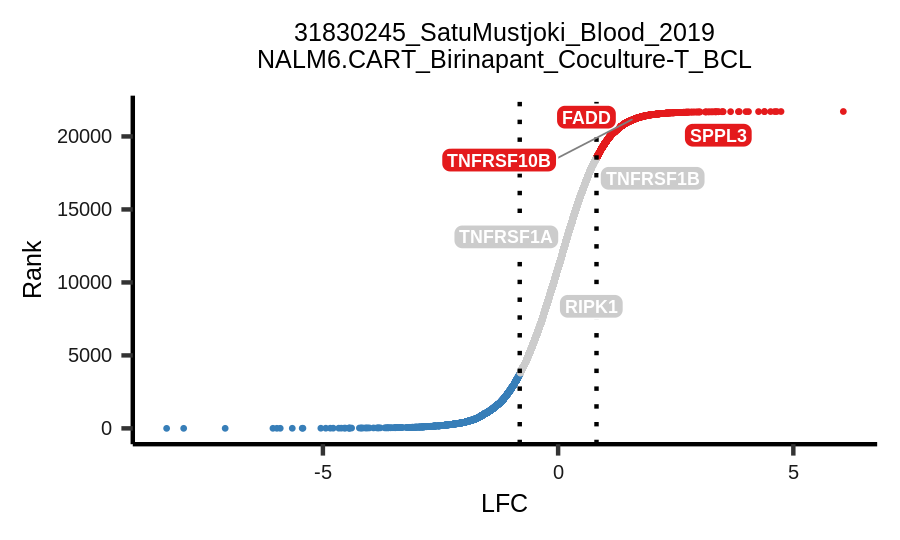 31830245_SatuMustjoki_Blood_2019
NALM6.CART_Birinapant_Coculture-T_BCL
FADD
SPPL3
TNFRSF10B
TNFRSF1B
TNFRSF1A
RIPK1
Rank
20000
15000
10000
5000
0
-5
0
5
LFC